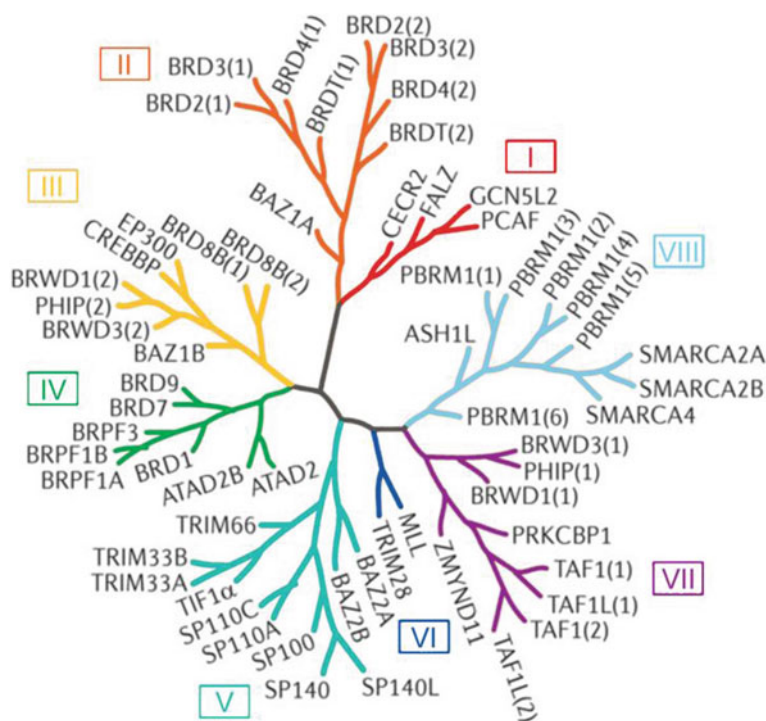 II
BRD3(1)
BRD2(1)
BRD4(1)
BRDT(1)
BRD2(2)
BRD3(2)
BRD4(2)
BRDT(2)
BAZ1A
I
CECR2
FALZ
GCN5L2
PCAF
III
EP300
CREBBP
BRD8B(1)
BRD8B(2)
BRWD1(2)
PHIP(2)
BRWD3(2)
BAZ1B
VIII
PBRM1(1)
PBRM1(3)
PBRM1(2)
PBRM1(4)
PBRM1(5)
ASH1L
SMARCA2A
SMARCA2B
SMARCA4
PBRM1(6)
IV
BRD9
BRD7
BRPF3
BRPF1B
BRPF1A
BRD1
ATAD2B
ATAD2
BRWD3(1)
PHIP(1)
BRWD1(1)
PRKCBP1
TAF1(1)
TAF1L(1)
TAF1(2)
TAF1L(2)
ZMYND11
VII
TRIM66
TRIM33B
TRIM33A
TIF1α
SP110C
SP110A
SP100
SP140
SP140L
BAZ2B
BAZ2A
V
TRIM28
MLL
VI